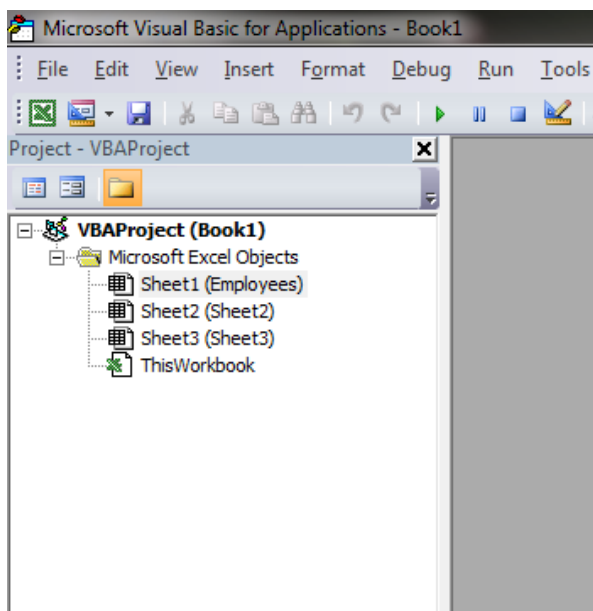 Microsoft Visual Basic for Applications - Book1
File Edit View Insert Format Debug Run Tools
Project - VBAProject
VBAProject (Book1)
Microsoft Excel Objects
Sheet1 (Employees)
Sheet2 (Sheet2)
Sheet3 (Sheet3)
ThisWorkbook